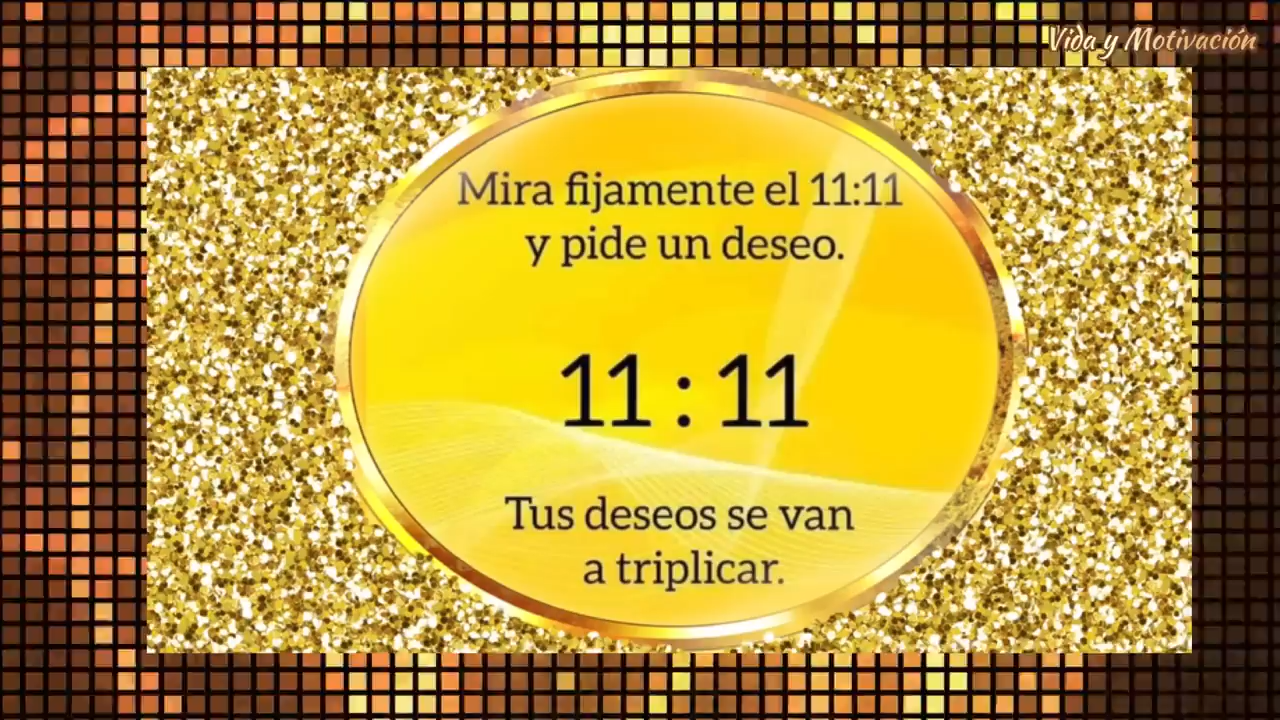 Vida y Motivación
Mira fijamente el 11:11
y pide un deseo.
11 : 11
Tus deseos se van
a triplicar.